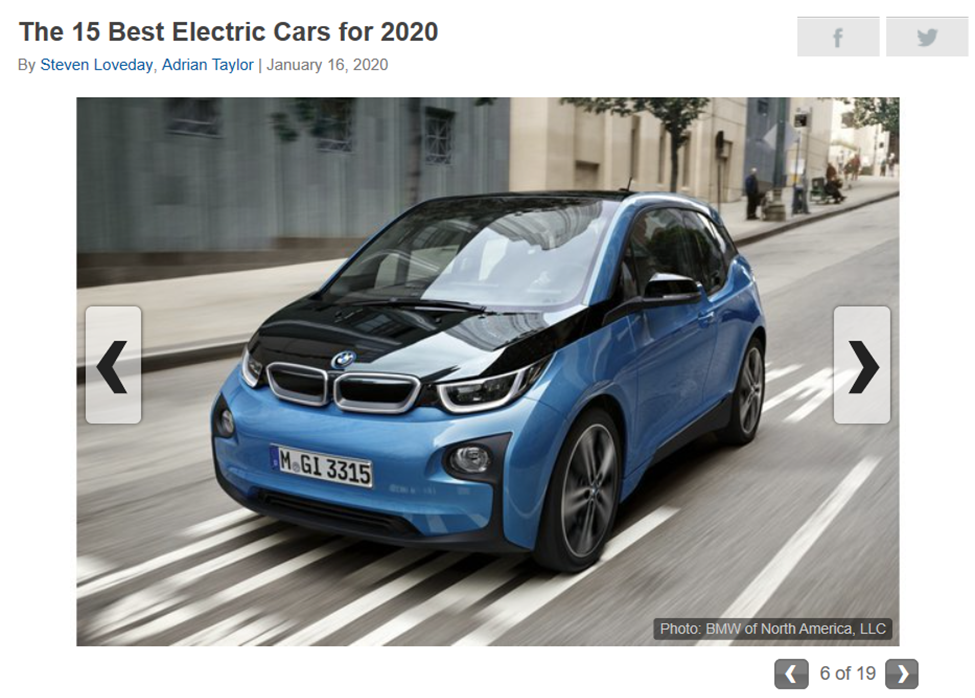 The 15 Best Electric Cars for 2020
By Steven Loveday, Adrian Taylor | January 16, 2020
M GI 3315
Photo: BMW of North America, LLC
6 of 19